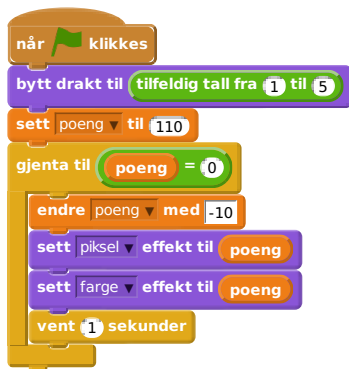 når klikkes
bytt drakt til tilfeldig tall fra 1 til 5
sett poeng til 110
gjenta til poeng = 0
endre poeng med -10
sett piksel effekt til poeng
sett farge effekt til poeng
vent 1 sekunder